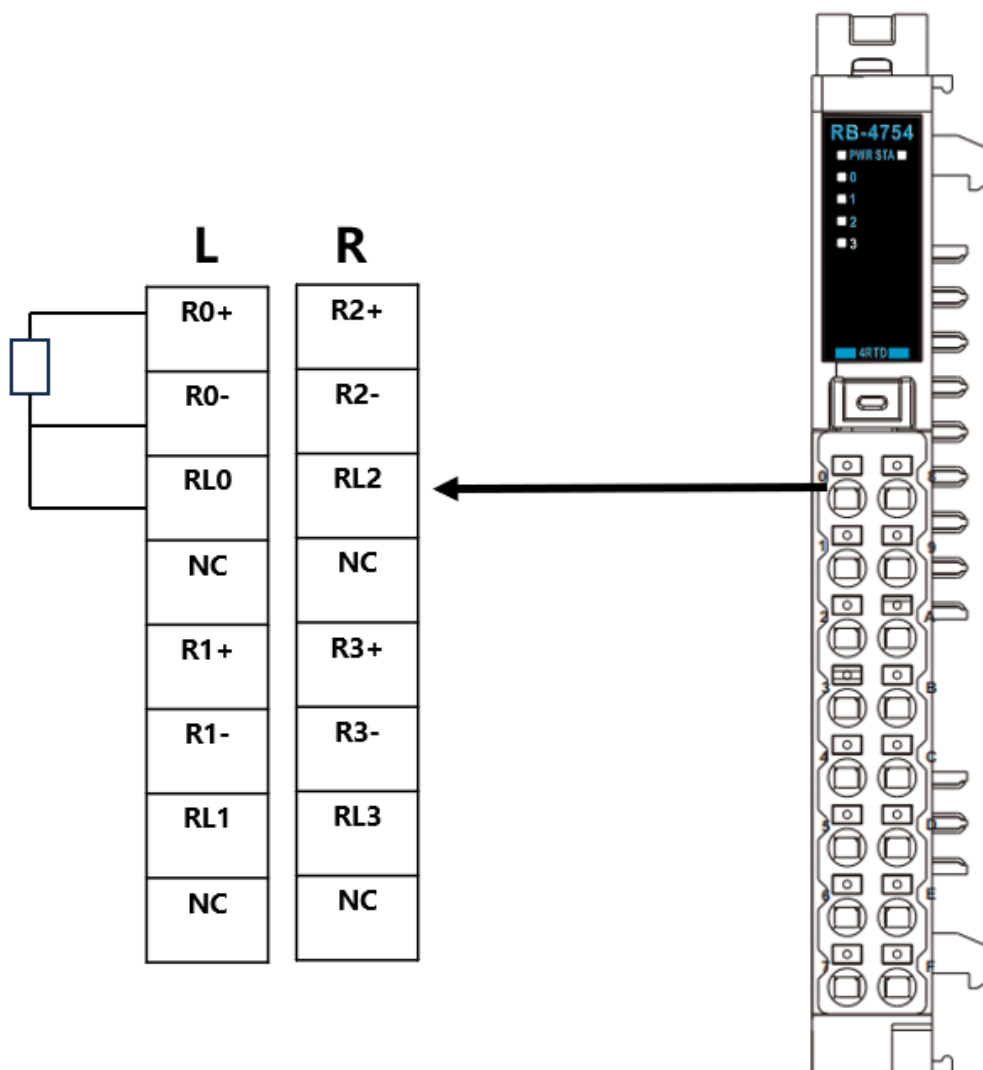 L R
R0+ R2+
R0- R2-
RL0 RL2
NC NC
R1+ R3+
R1- R3-
RL1 RL3
NC NC
RB-4754
PWR STA
0
1
2
3
4RTD
0 8
1 9
2 A
3 B
4 C
5 D
6 E
7 F